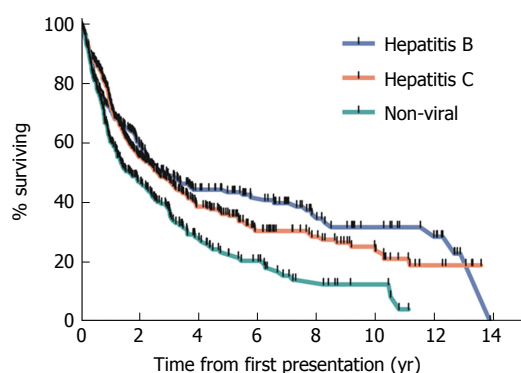 100
80
60
40
20
0
% surviving
Hepatitis B
Hepatitis C
Non-viral
0 2 4 6 8 10 12 14
Time from first presentation (yr)